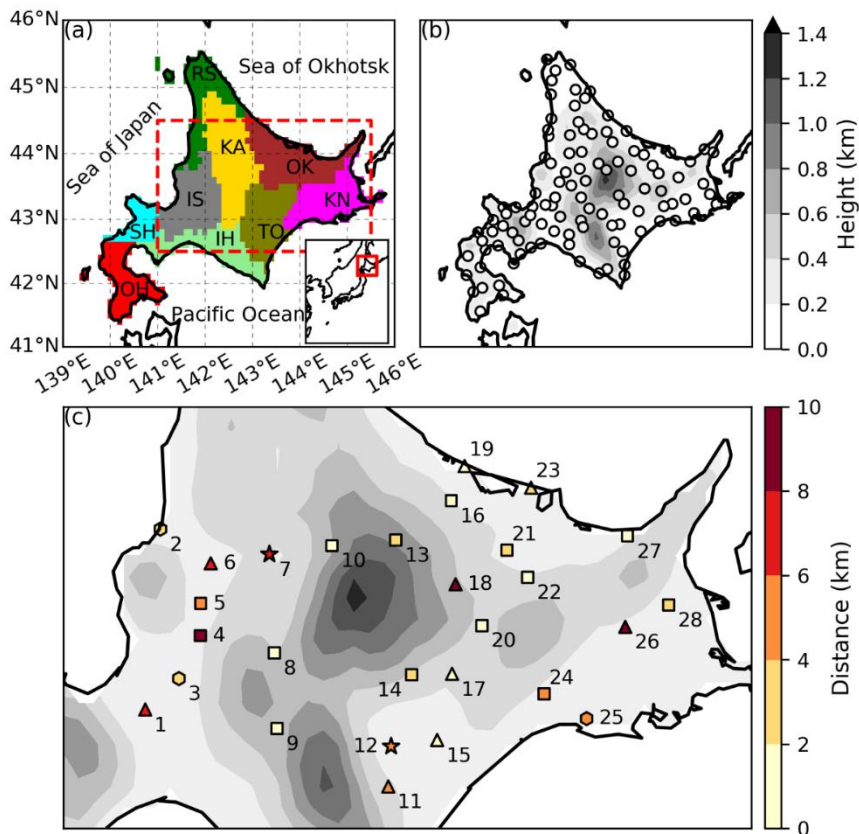 (a)
46°N
45°N
44°N
43°N
42°N
41°N
139°E
140°E
141°E
142°E
143°E
144°E
145°E
146°E
Sea of Okhotsk
Sea of Japan
Pacific Ocean
RS
KA
OK
IS
KN
SH
IH
TO
OH
(b)
1.4
1.2
1.0
0.8
0.6
0.4
0.2
0.0
Height (km)
(c)
19
23
16
2
6
7
10
13
21
27
5
18
22
4
20
26
28
8
3
14
17
24
1
9
12
15
25
11
10
8
6
4
2
0
Distance (km)